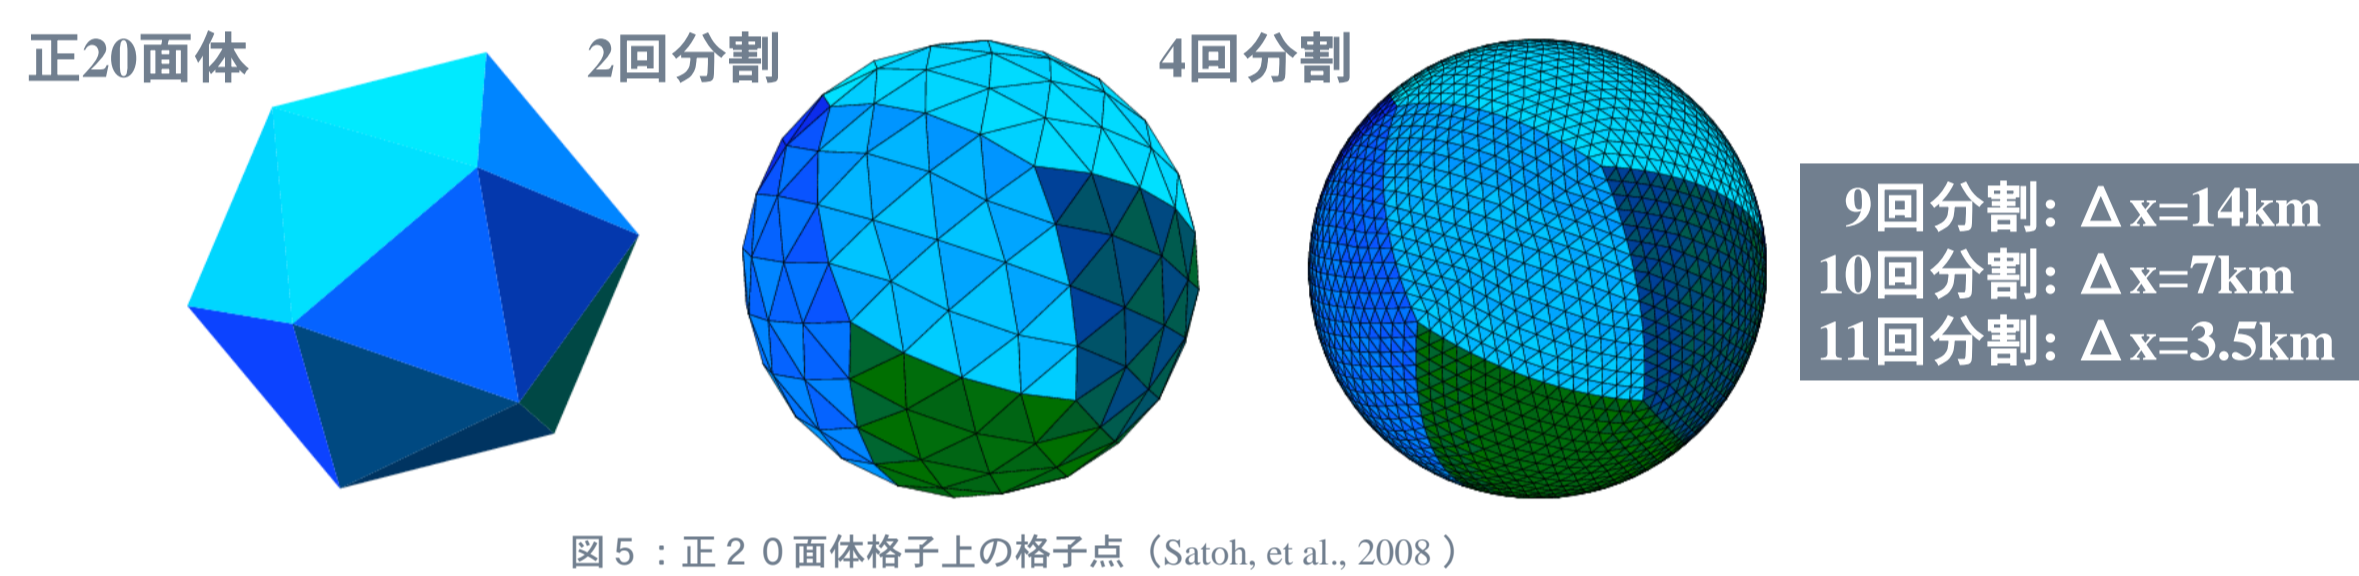 正20面体
2回分割
4回分割
9回分割: Δx=14km
10回分割: Δx=7km
11回分割: Δx=3.5km
図５：正２０面体格子上の格子点（Satoh, et al., 2008 ）